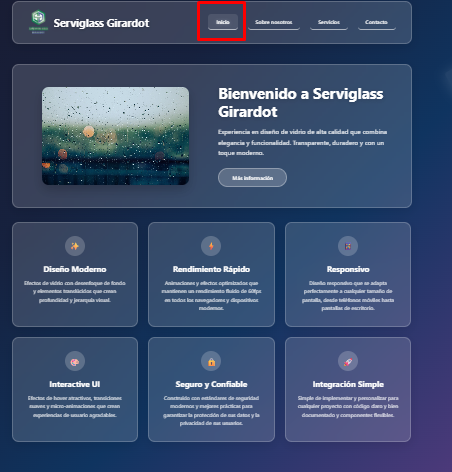 Serviglass Girardot
Inicio
Sobre nosotros
Servicios
Contacto
Bienvenido a Serviglass
Girardot
Experiencia en diseño de vidrio de alta calidad que combina
elegancia y funcionalidad. Transparente, duradero y con un
toque moderno.
Más información
Diseño Moderno
Efectos de vidrio con desenfoque de fondo
y elementos translúcidos que crean
profundidad y jerarquía visual.
Rendimiento Rápido
Animaciones y efectos optimizados que
mantienen un rendimiento fluido de 60fps
en todos los navegadores y dispositivos
modernos.
Responsivo
Diseño responsivo que se adapta
perfectamente a cualquier tamaño de
pantalla, desde teléfonos móviles hasta
pantallas de escritorio.
Interactive UI
Efectos de hover atractivos, transiciones
suaves y micro-animaciones que crean
experiencias de usuario agradables.
Seguro y Confiable
Construido con estándares de seguridad
modernos y mejores prácticas para
garantizar la protección de sus datos y la
privacidad de sus usuarios.
Integración Simple
Simple de implementar y personalizar para
cualquier proyecto con código claro y bien
documentado y componentes flexibles.